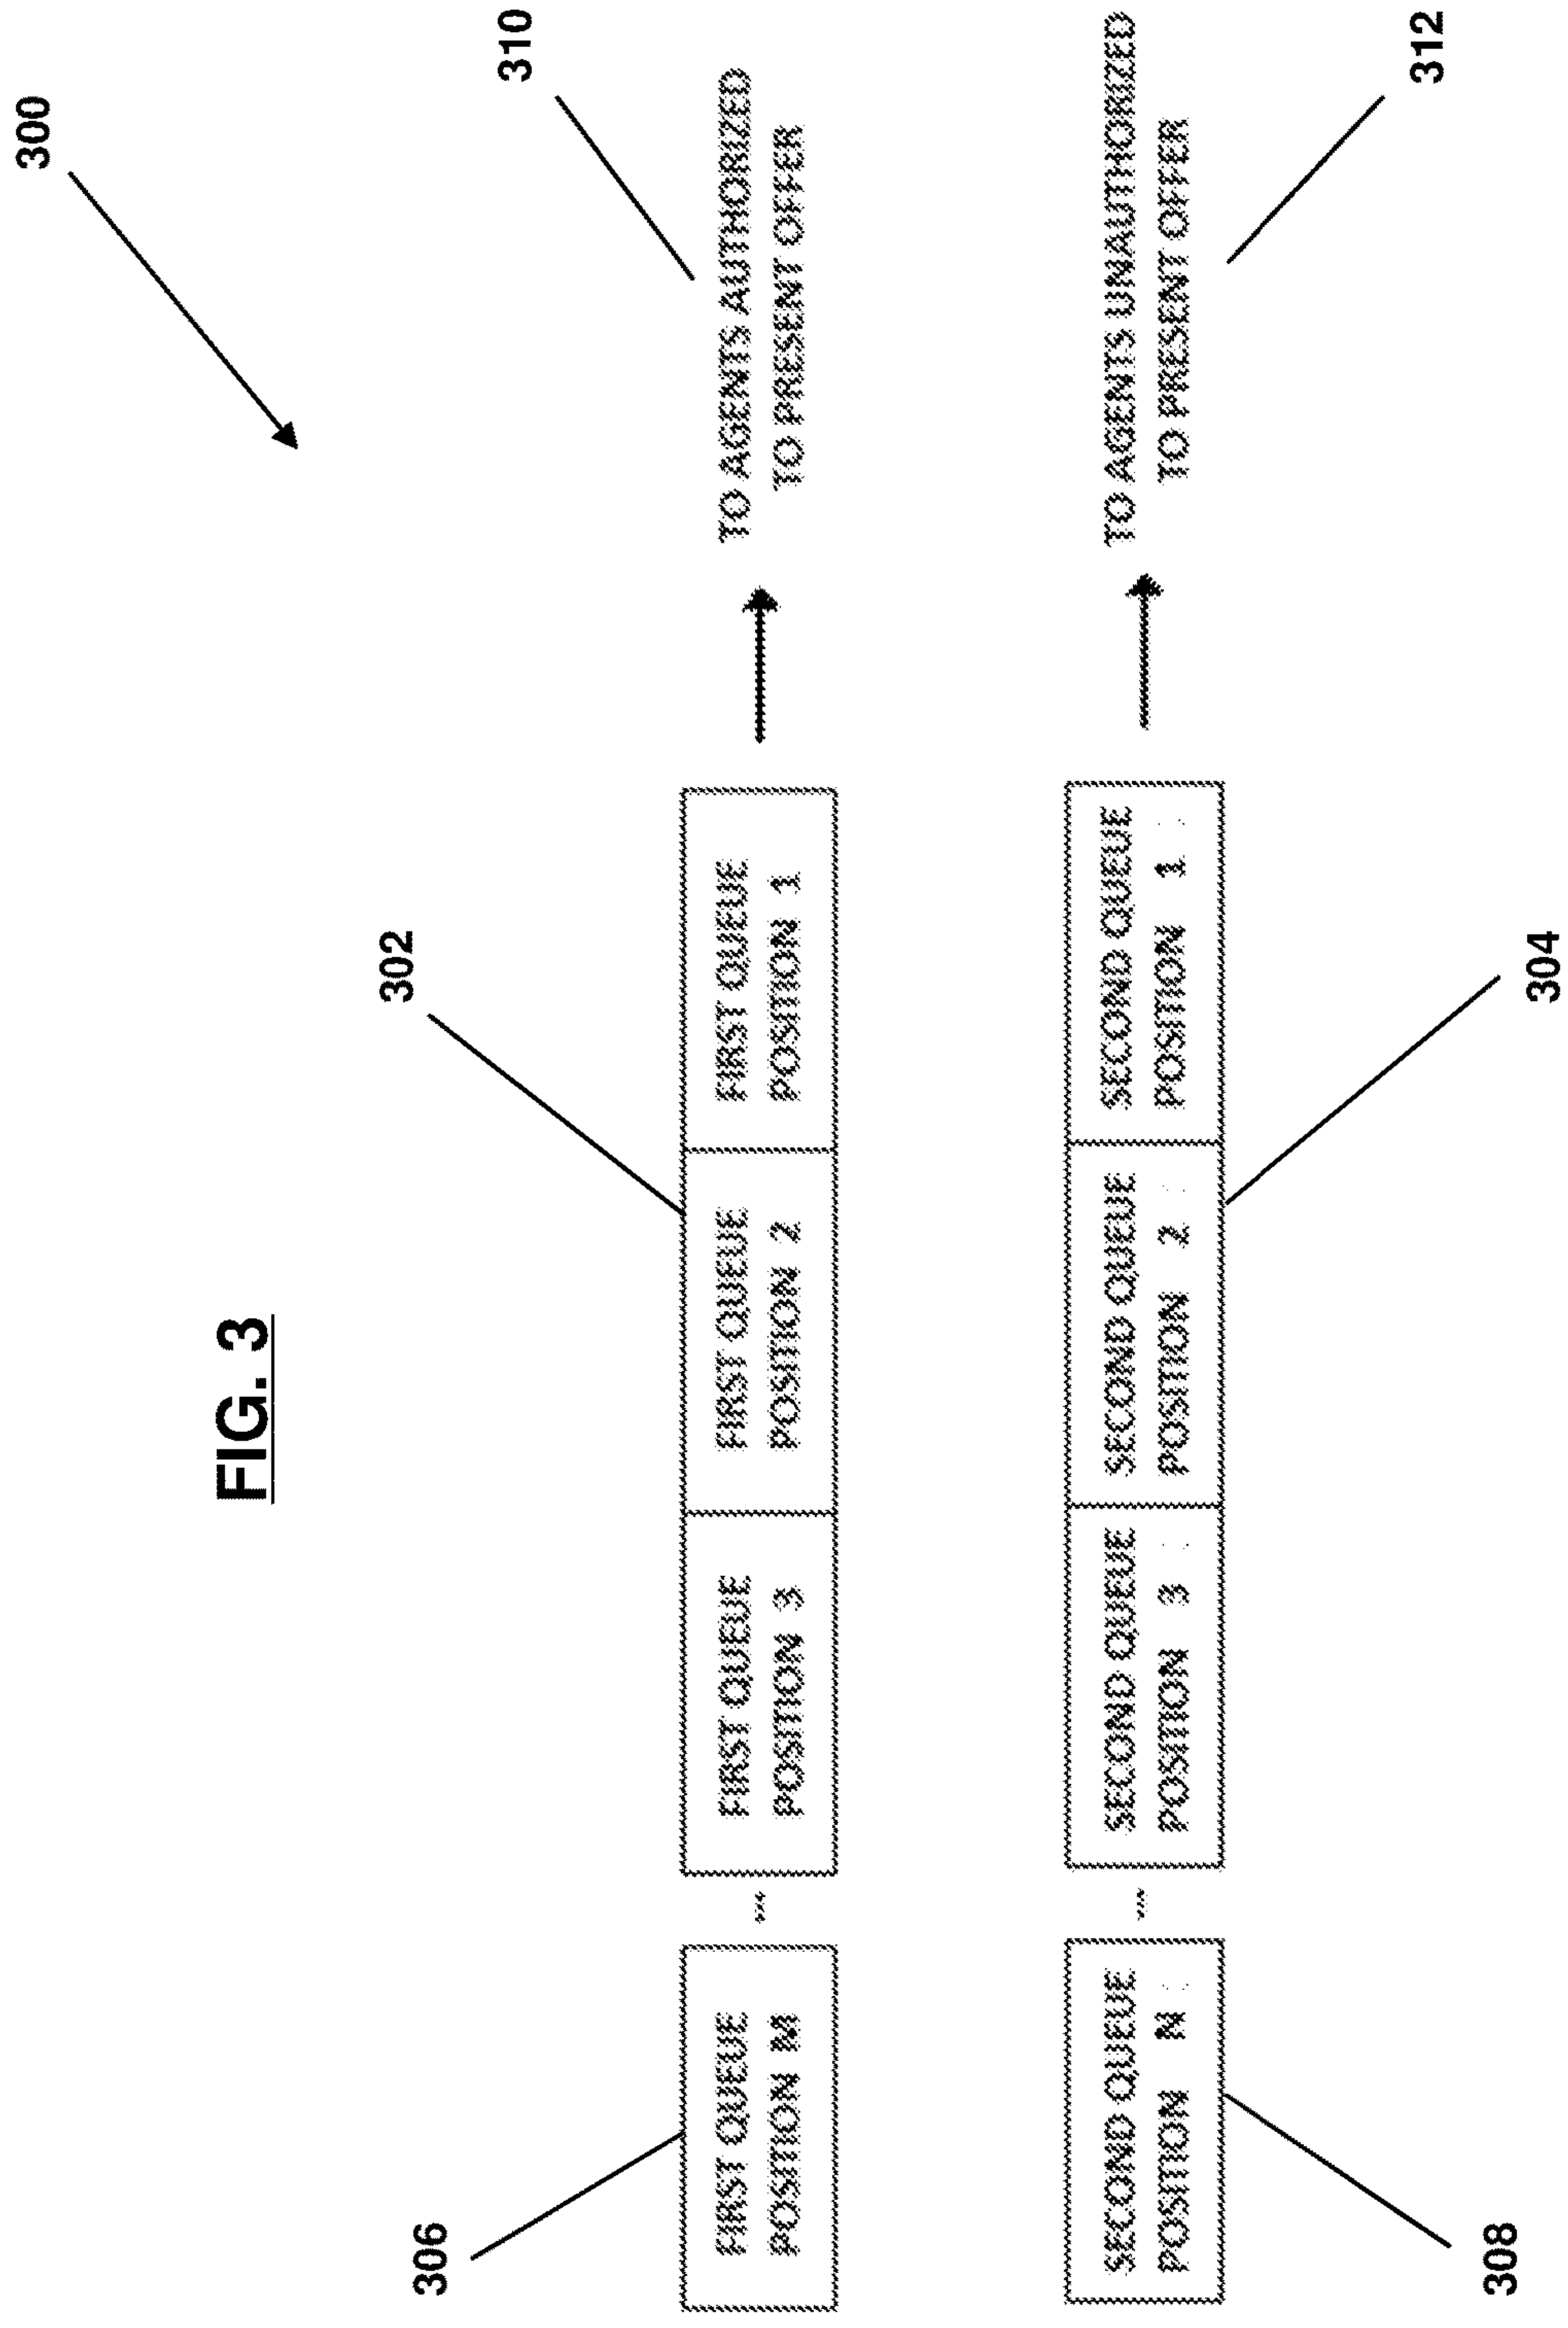 FIG. 3
300
302
310
306
FIRST QUEUE
POSITION M
...
FIRST QUEUE
POSITION 3
FIRST QUEUE
POSITION 2
FIRST QUEUE
POSITION 1
TO AGENTS AUTHORIZED
TO PRESENT OFFER
SECOND QUEUE
POSITION N
...
SECOND QUEUE
POSITION 3
SECOND QUEUE
POSITION 2
SECOND QUEUE
POSITION 1
TO AGENTS UNAUTHORIZED
TO PRESENT OFFER
308
304
312